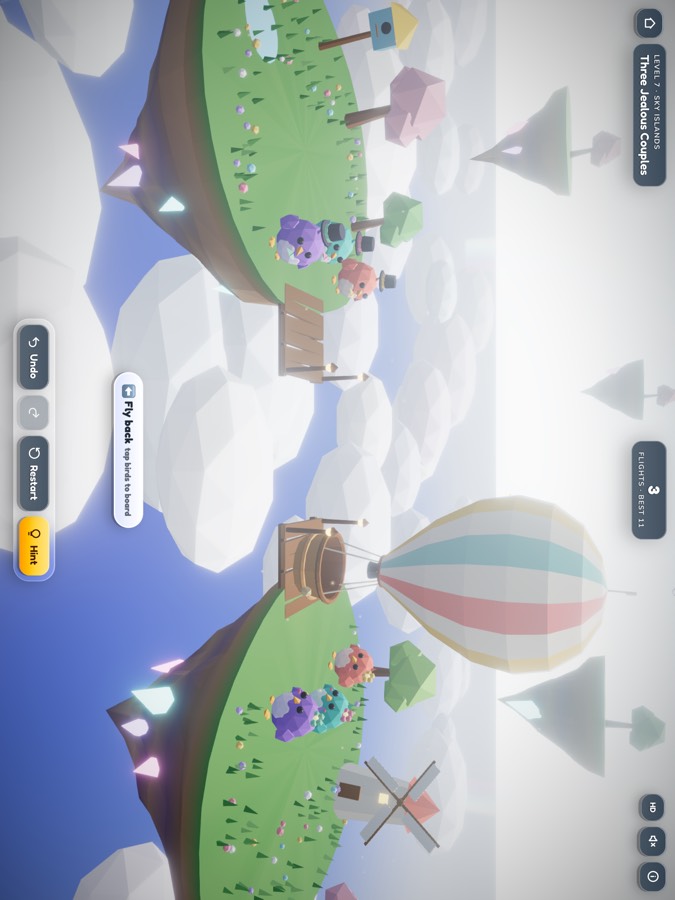 LEVEL 7 · SKY ISLANDS
Three Jealous Couples
3
FLIGHTS · BEST 11
HD
Fly back tap birds to board
Undo
Restart
Hint